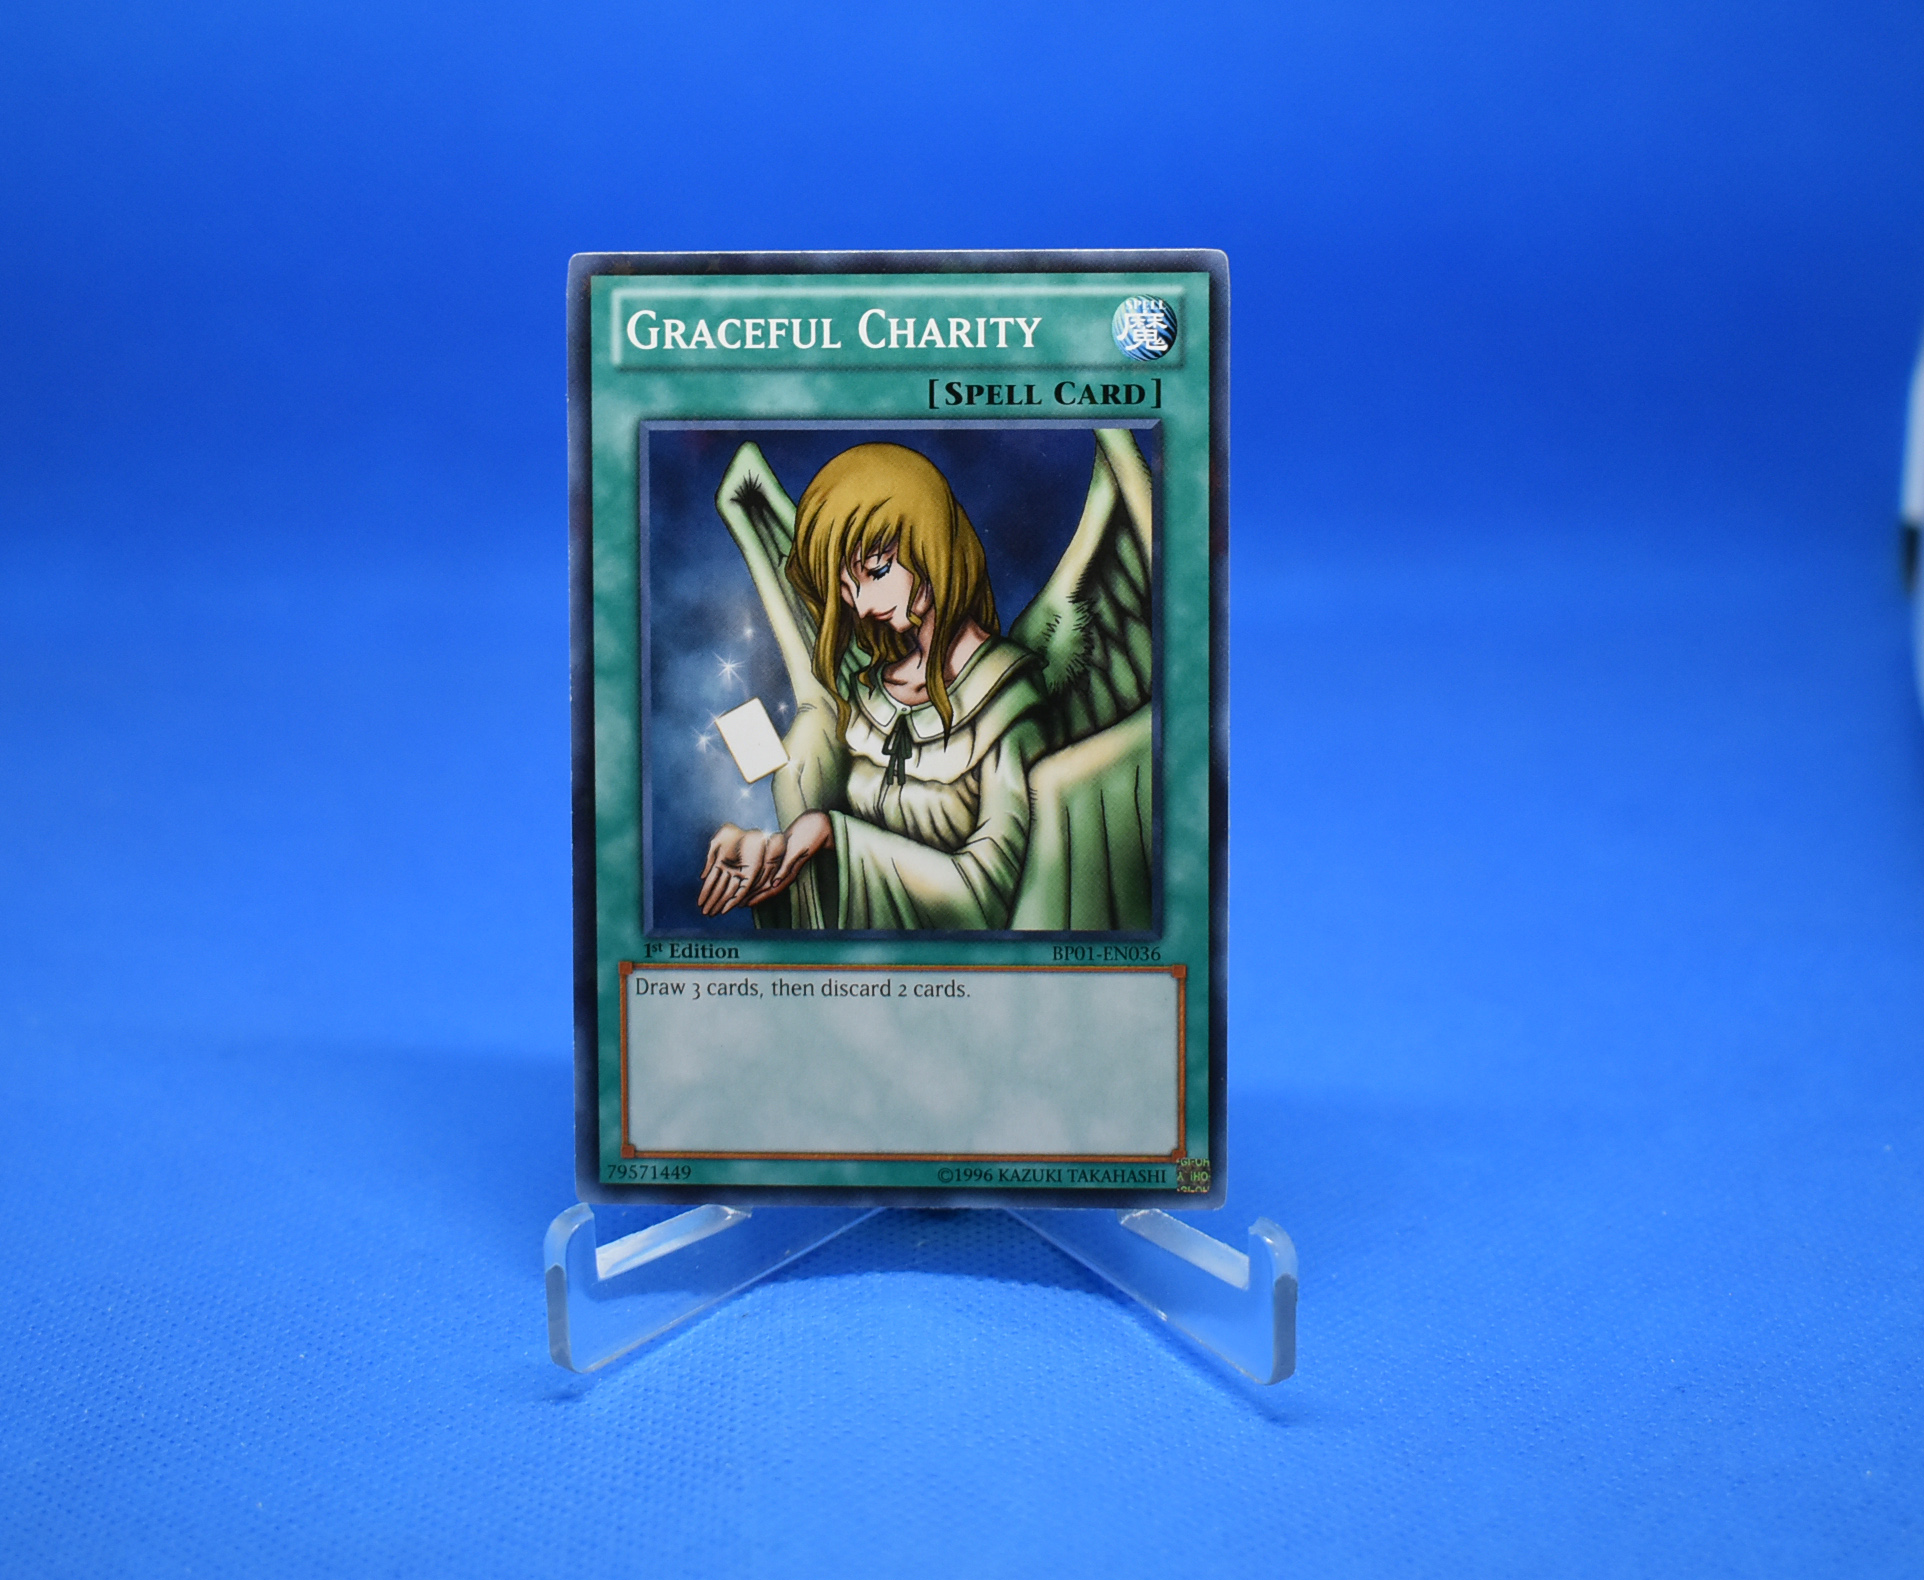 GRACEFUL CHARITY
SPELL
魔
[SPELL CARD]
1st Edition
BP01-EN036
Draw 3 cards, then discard 2 cards.
79571449
©1996 KAZUKI TAKAHASHI